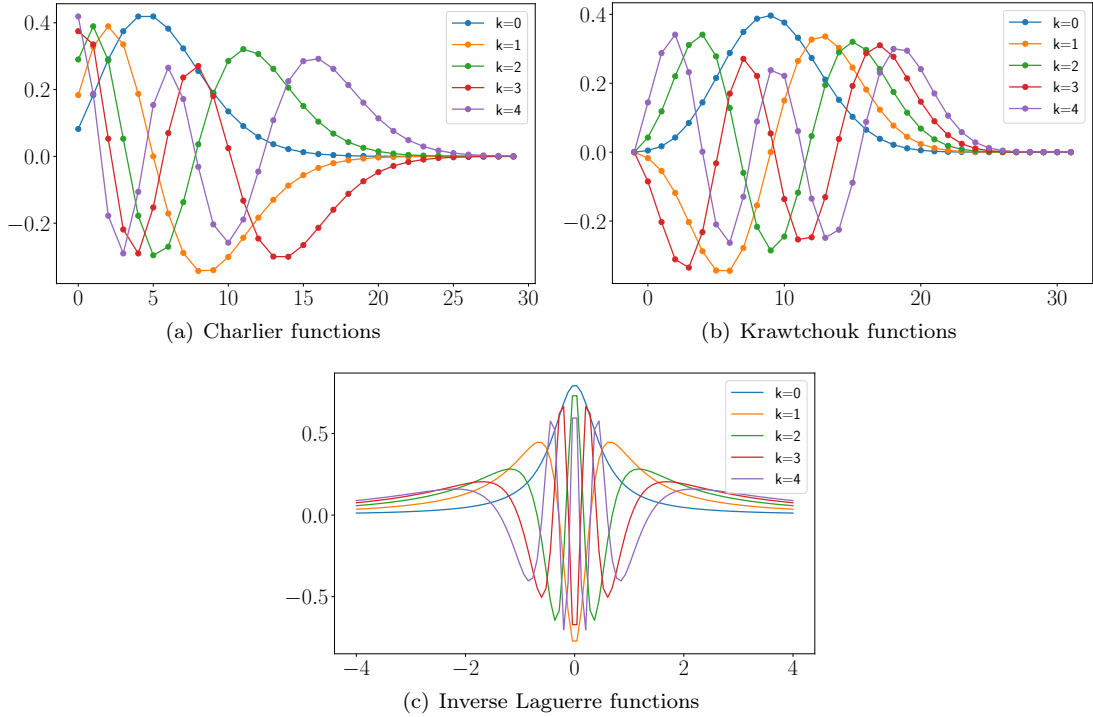 0.4
0.2
0.0
−0.2
0 5 10 15 20 25 30
k=0
k=1
k=2
k=3
k=4
(a) Charlier functions
0.4
0.2
0.0
−0.2
0 10 20 30
k=0
k=1
k=2
k=3
k=4
(b) Krawtchouk functions
0.5
0.0
−0.5
−4 −2 0 2 4
k=0
k=1
k=2
k=3
k=4
(c) Inverse Laguerre functions